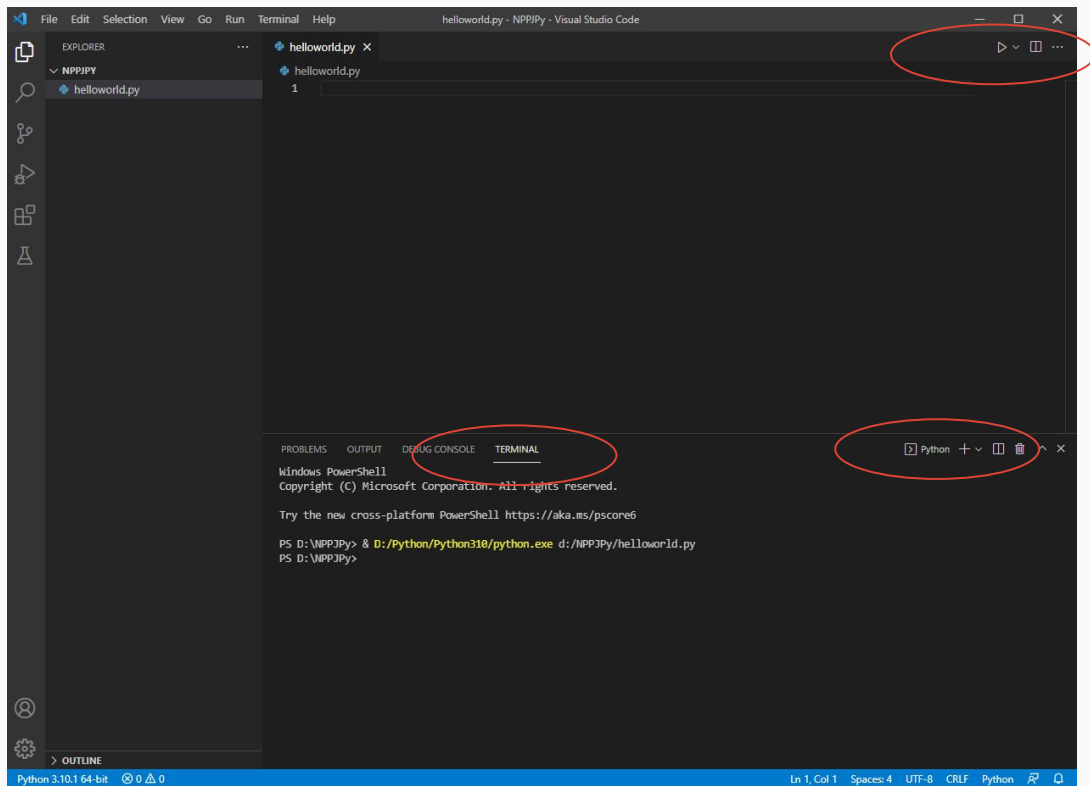 File Edit Selection View Go Run Terminal Help helloworld.py - NPPJPy - Visual Studio Code
EXPLORER
NPPJPY
helloworld.py
helloworld.py
helloworld.py
1
PROBLEMS OUTPUT DEBUG CONSOLE TERMINAL
Python
Windows PowerShell
Copyright (C) Microsoft Corporation. All rights reserved.
Try the new cross-platform PowerShell https://aka.ms/pscore6
PS D:\NPPJPy> & D:/Python/Python310/python.exe d:/NPPJPy/helloworld.py
PS D:\NPPJPy>
OUTLINE
Python 3.10.1 64-bit 0 0 Ln 1, Col 1 Spaces: 4 UTF-8 CRLF Python